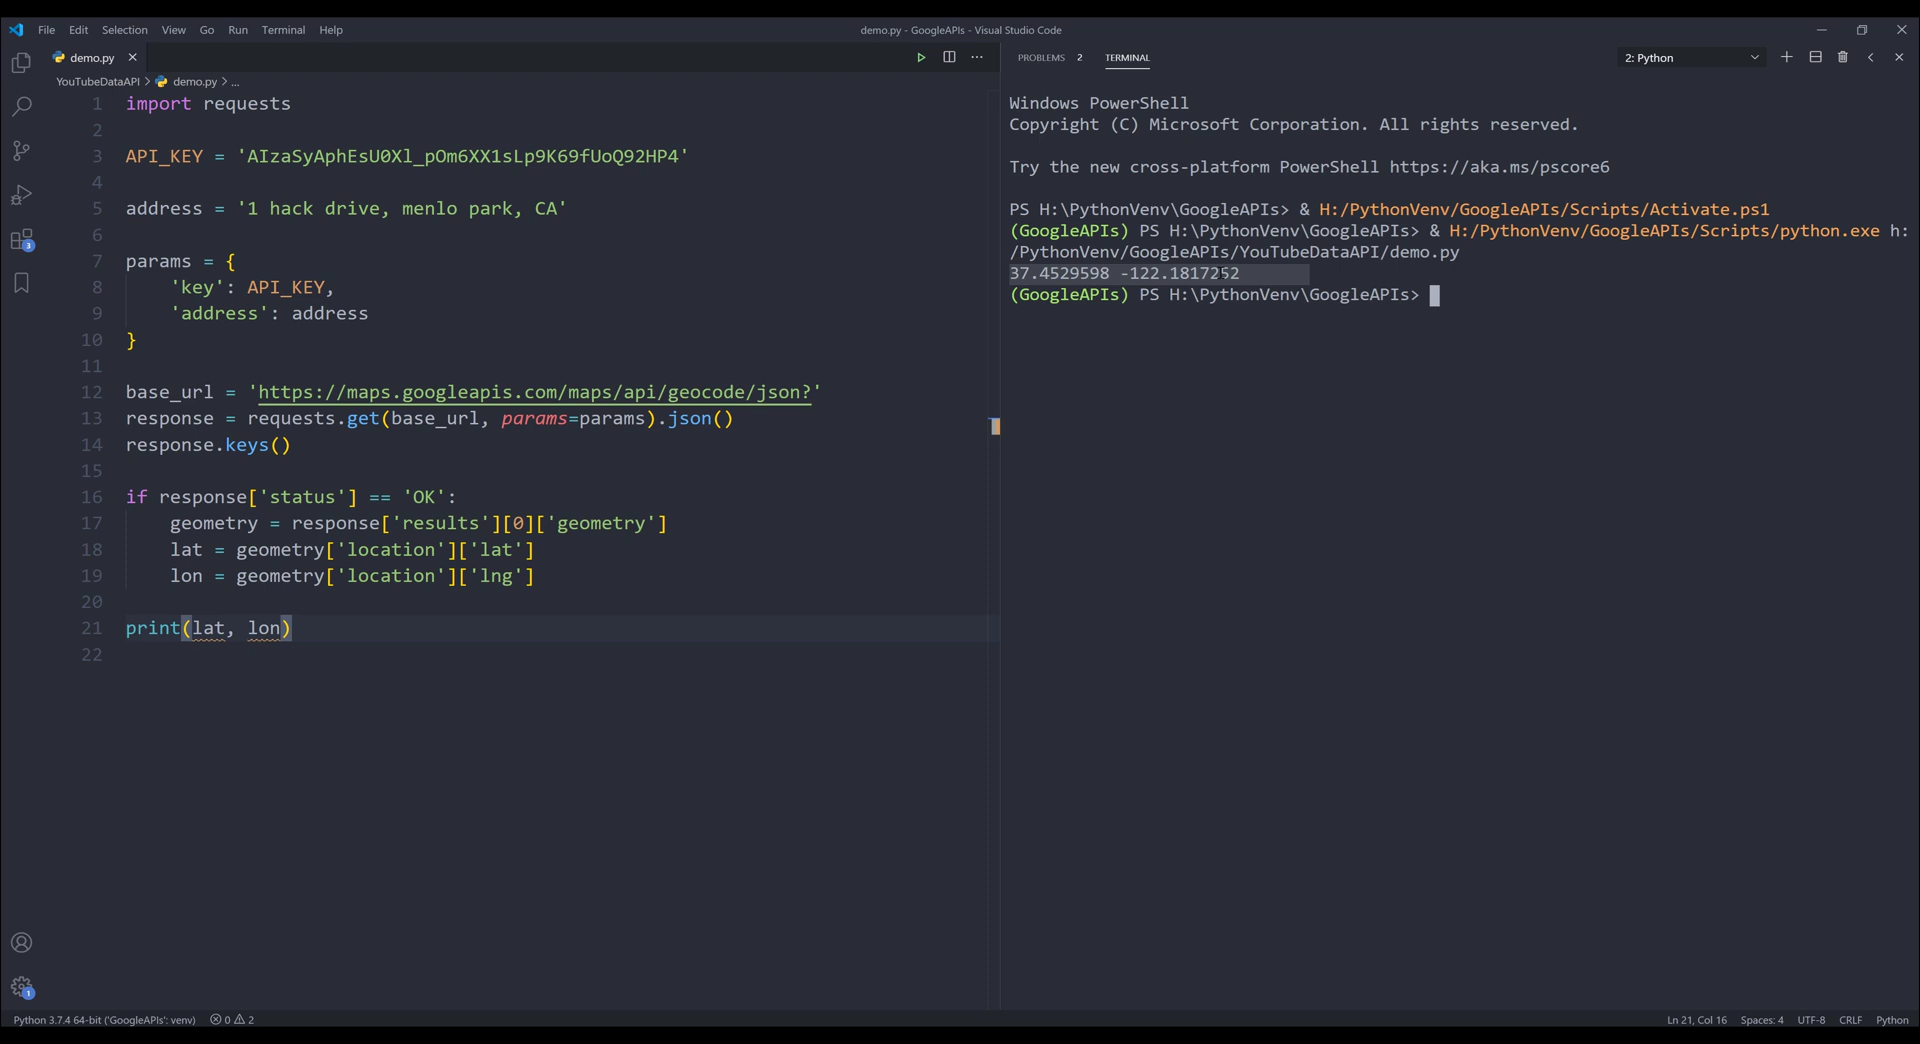 File Edit Selection View Go Run Terminal Help
demo.py - GoogleAPIs - Visual Studio Code
demo.py
YouTubeDataAPI > demo.py > ...
1 import requests
2
3 API_KEY = 'AIzaSyAphEsU0Xl_pOm6XX1sLp9K69fUoQ92HP4'
4
5 address = '1 hack drive, menlo park, CA'
6
7 params = {
8 'key': API_KEY,
9 'address': address
10 }
11
12 base_url = 'https://maps.googleapis.com/maps/api/geocode/json?'
13 response = requests.get(base_url, params=params).json()
14 response.keys()
15
16 if response['status'] == 'OK':
17 geometry = response['results'][0]['geometry']
18 lat = geometry['location']['lat']
19 lon = geometry['location']['lng']
20
21 print(lat, lon)
22
PROBLEMS 2 TERMINAL
2: Python
Windows PowerShell
Copyright (C) Microsoft Corporation. All rights reserved.
Try the new cross-platform PowerShell https://aka.ms/pscore6
PS H:\PythonVenv\GoogleAPIs> & H:/PythonVenv/GoogleAPIs/Scripts/Activate.ps1
(GoogleAPIs) PS H:\PythonVenv\GoogleAPIs> & H:/PythonVenv/GoogleAPIs/Scripts/python.exe h:
/PythonVenv/GoogleAPIs/YouTubeDataAPI/demo.py
37.4529598 -122.1817252
(GoogleAPIs) PS H:\PythonVenv\GoogleAPIs>
3
1
Python 3.7.4 64-bit ('GoogleAPIs': venv) 0 2
Ln 21, Col 16 Spaces: 4 UTF-8 CRLF Python